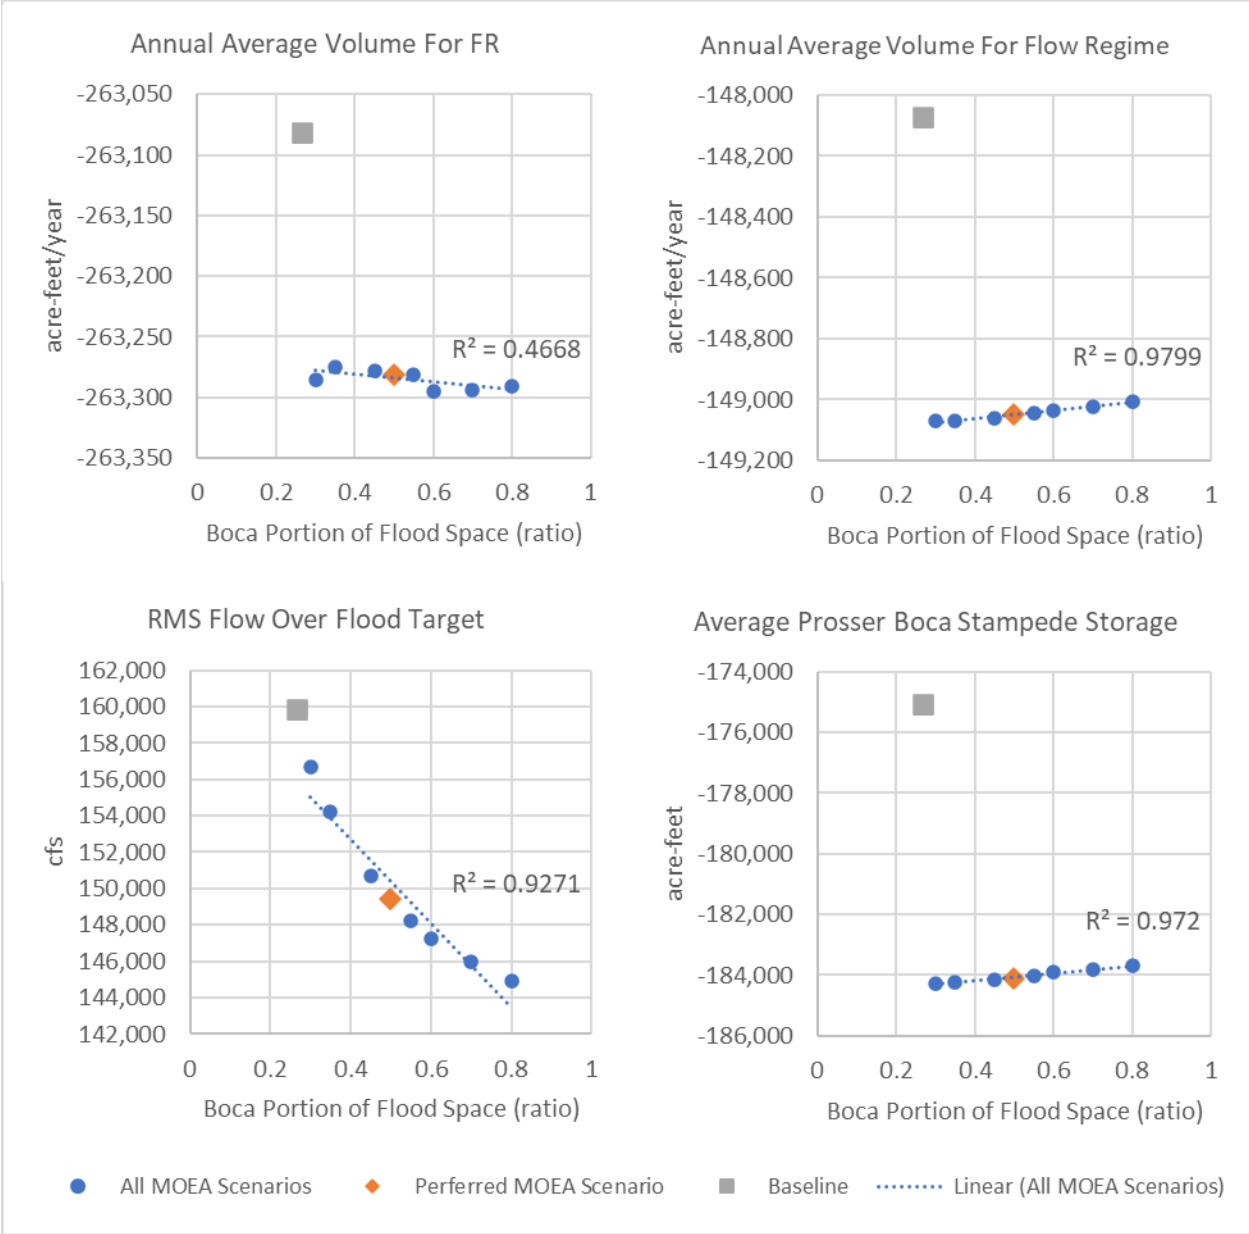 Annual Average Volume For FR
-263,050
-263,100
-263,150
-263,200
-263,250
-263,300
-263,350
acre-feet/year
R² = 0.4668
0 0.2 0.4 0.6 0.8 1
Boca Portion of Flood Space (ratio)
Annual Average Volume For Flow Regime
-148,000
-148,200
-148,400
-148,600
-148,800
-149,000
-149,200
acre-feet/year
R² = 0.9799
0 0.2 0.4 0.6 0.8 1
Boca Portion of Flood Space (ratio)
RMS Flow Over Flood Target
162,000
160,000
158,000
156,000
154,000
152,000
150,000
148,000
146,000
144,000
142,000
cfs
R² = 0.9271
0 0.2 0.4 0.6 0.8 1
Boca Portion of Flood Space (ratio)
Average Prosser Boca Stampede Storage
-174,000
-176,000
-178,000
-180,000
-182,000
-184,000
-186,000
acre-feet
R² = 0.972
0 0.2 0.4 0.6 0.8 1
Boca Portion of Flood Space (ratio)
All MOEA Scenarios Perferred MOEA Scenario Baseline Linear (All MOEA Scenarios)